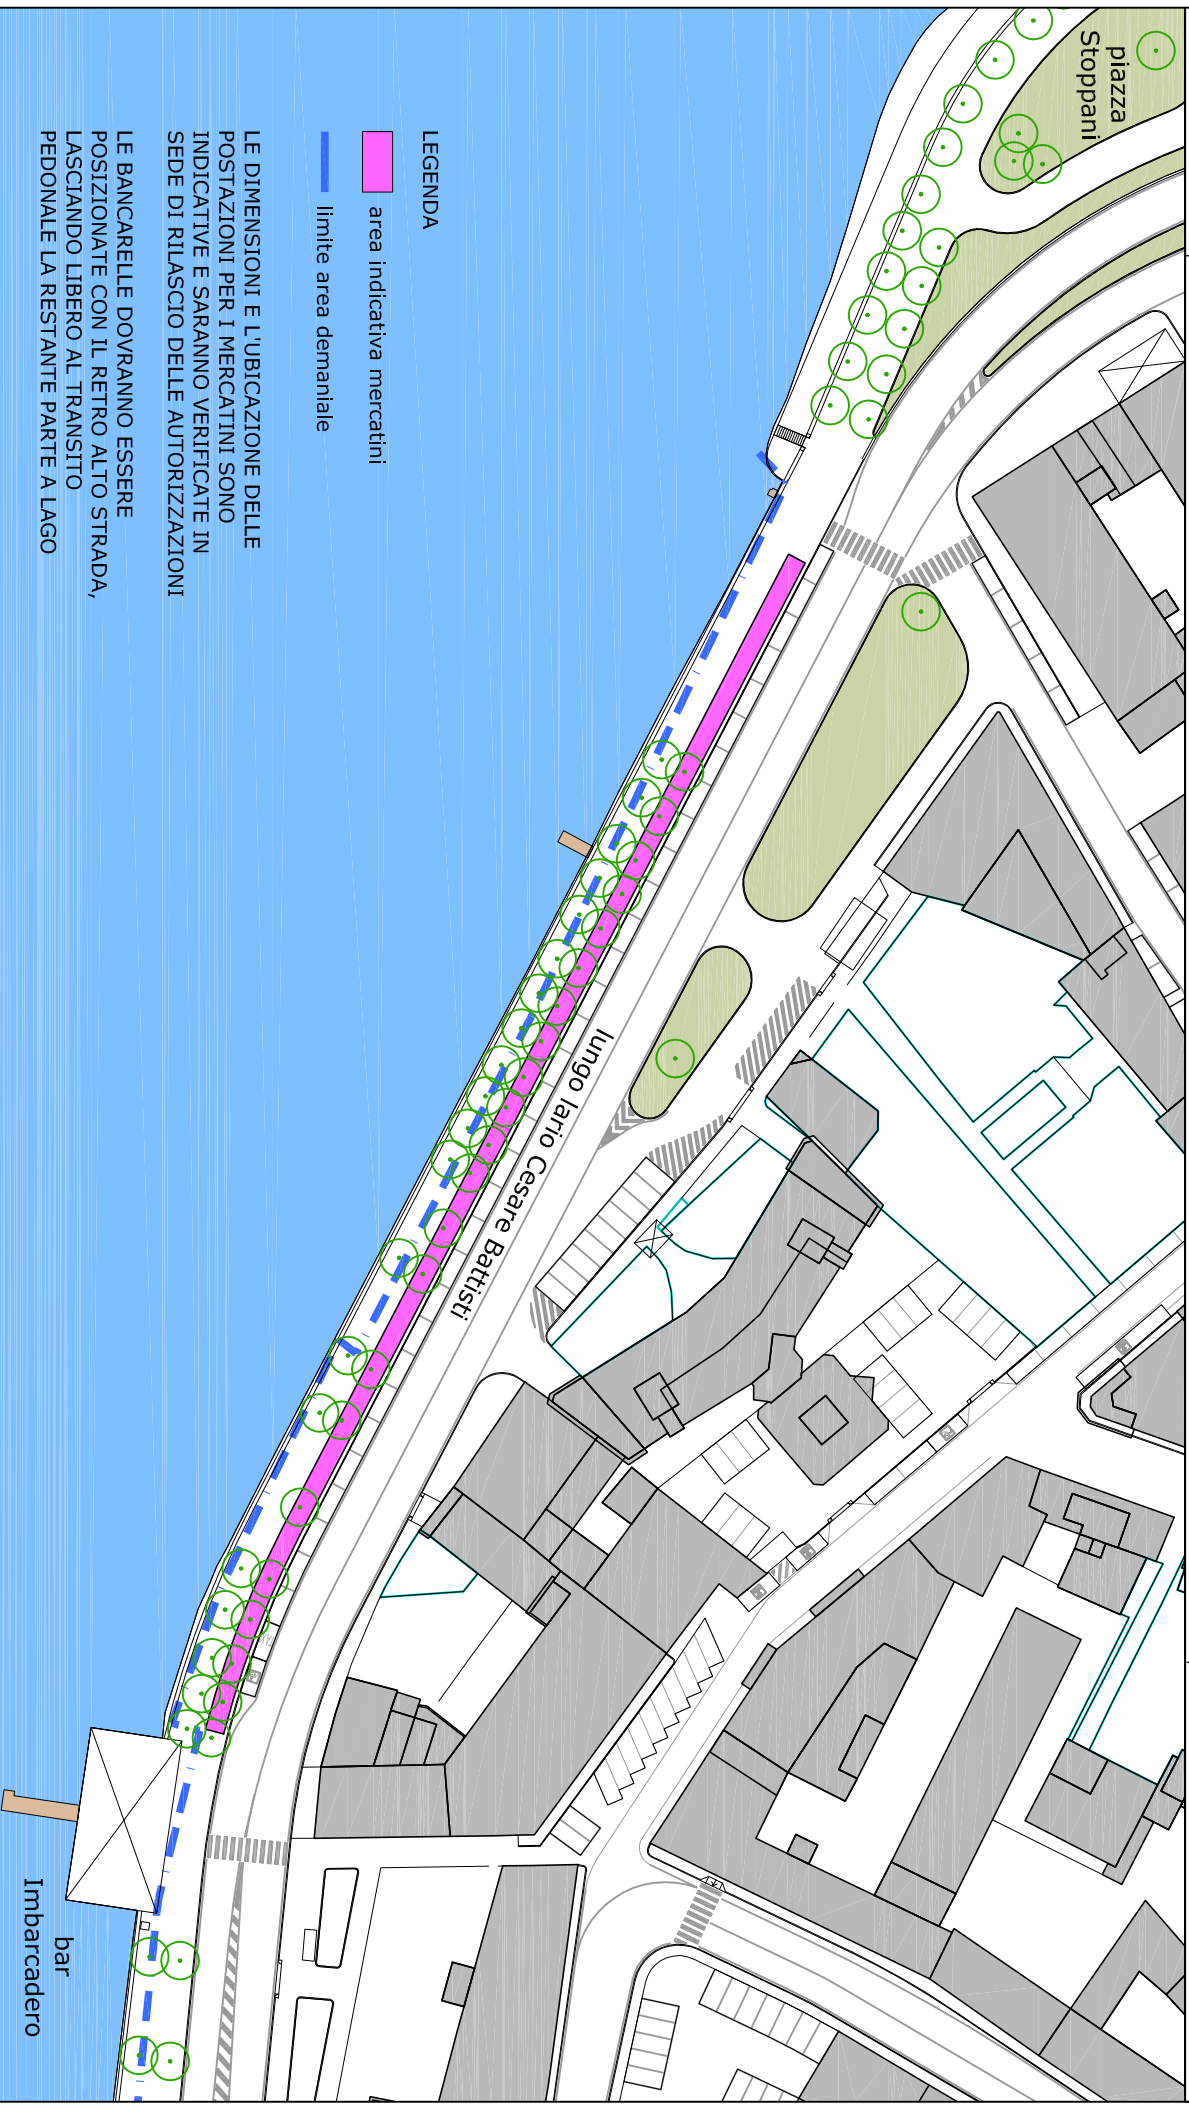 piazza
Stoppani
LEGENDA
area indicativa mercatini
limite area demaniale
LE DIMENSIONI E L'UBICAZIONE DELLE
POSTAZIONI PER I MERCATINI SONO
INDICATIVE E SARANNO VERIFICATE IN
SEDE DI RILASCIO DELLE AUTORIZZAZIONI
LE BANCARELLE DOVRANNO ESSERE
POSIZIONATE CON IL RETRO ALTO STRADA,
LASCIANDO LIBERO AL TRANSITO
PEDONALE LA RESTANTE PARTE A LAGO
lungo lario Cesare Battisti
bar
Imbarcadero